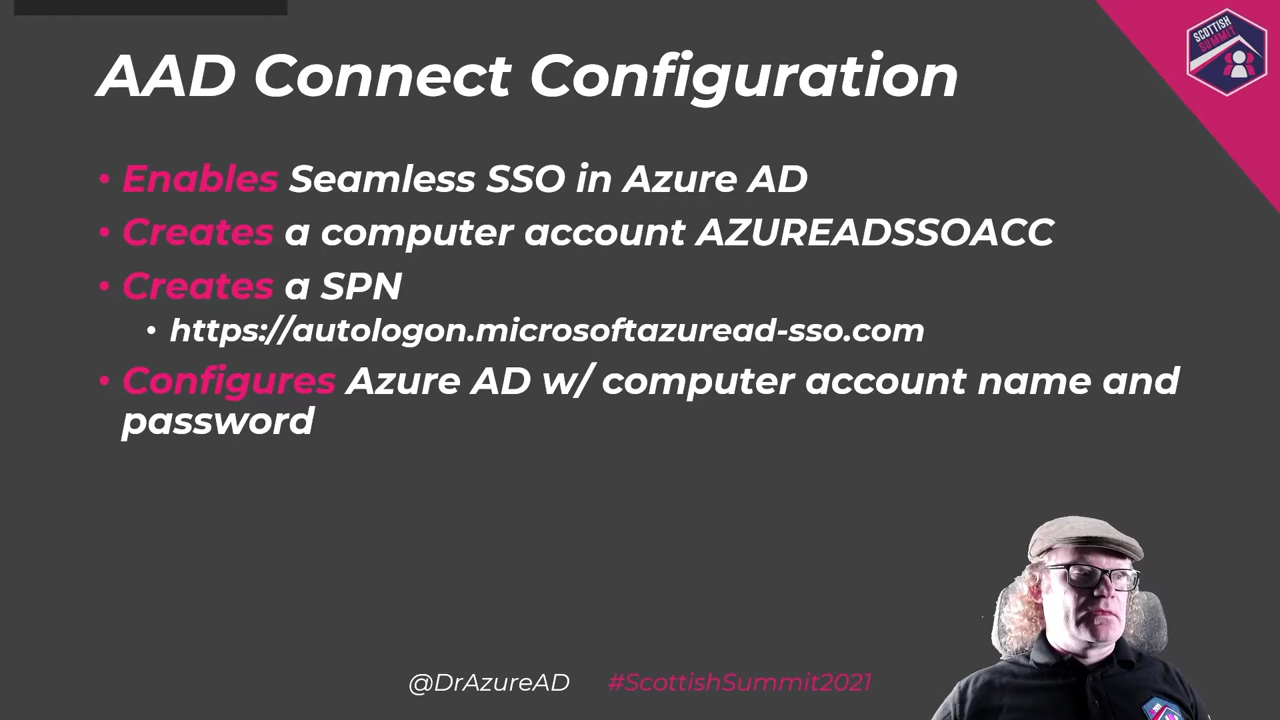 SCOTTISH
SUMMIT
AAD Connect Configuration
• Enables Seamless SSO in Azure AD
• Creates a computer account AZUREADSSOACC
• Creates a SPN
• https://autologon.microsoftazuread-sso.com
• Configures Azure AD w/ computer account name and
password
@DrAzureAD #ScottishSummit2021